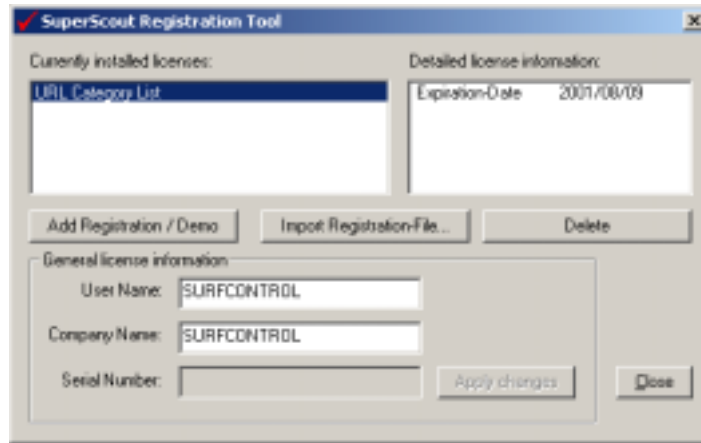 SuperScout Registration Tool
Currently installed licenses:
Detailed license information:
URL Category List
Expiration-Date 2001/08/09
Add Registration / Demo
Import Registration-File...
Delete
General license information
User Name: SURFCONTROL
Company Name: SURFCONTROL
Serial Number:
Apply changes
Close